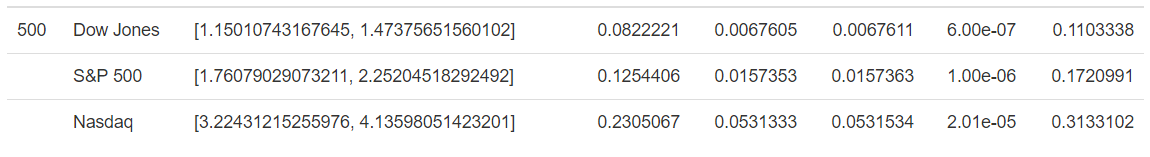 500 Dow Jones [1.15010743167645, 1.47375651560102] 0.0822221 0.0067605 0.0067611 6.00e-07 0.1103338
S&P 500 [1.76079029073211, 2.25204518292492] 0.1254406 0.0157353 0.0157363 1.00e-06 0.1720991
Nasdaq [3.22431215255976, 4.13598051423201] 0.2305067 0.0531333 0.0531534 2.01e-05 0.3133102